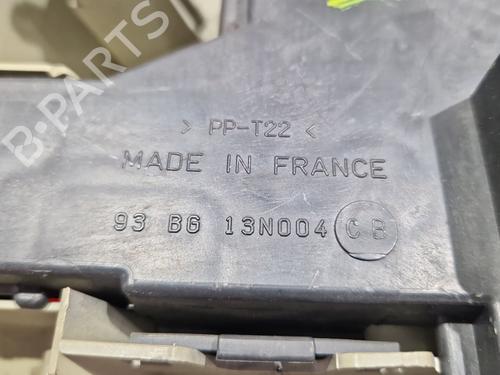 > PP-T22 <
MADE IN FRANCE
93 BG 13N004 CB
B-PARTS